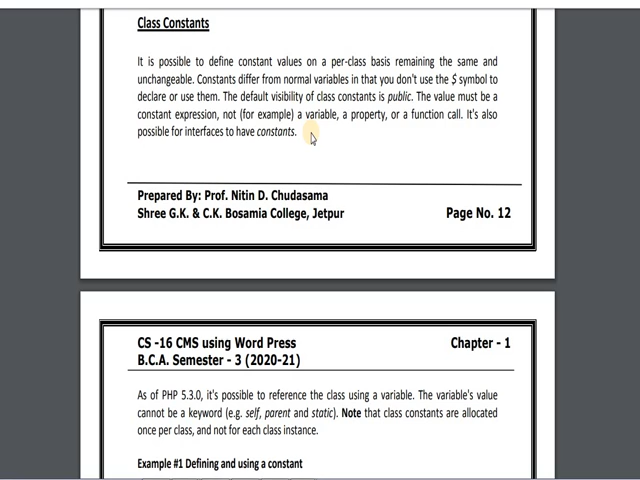 Class Constants
It is possible to define constant values on a per-class basis remaining the same and
unchangeable. Constants differ from normal variables in that you don't use the $ symbol to
declare or use them. The default visibility of class constants is public. The value must be a
constant expression, not (for example) a variable, a property, or a function call. It's also
possible for interfaces to have constants.
Prepared By: Prof. Nitin D. Chudasama
Shree G.K. & C.K. Bosamia College, Jetpur Page No. 12
CS -16 CMS using Word Press Chapter - 1
B.C.A. Semester - 3 (2020-21)
As of PHP 5.3.0, it's possible to reference the class using a variable. The variable's value
cannot be a keyword (e.g. self, parent and static). Note that class constants are allocated
once per class, and not for each class instance.
Example #1 Defining and using a constant